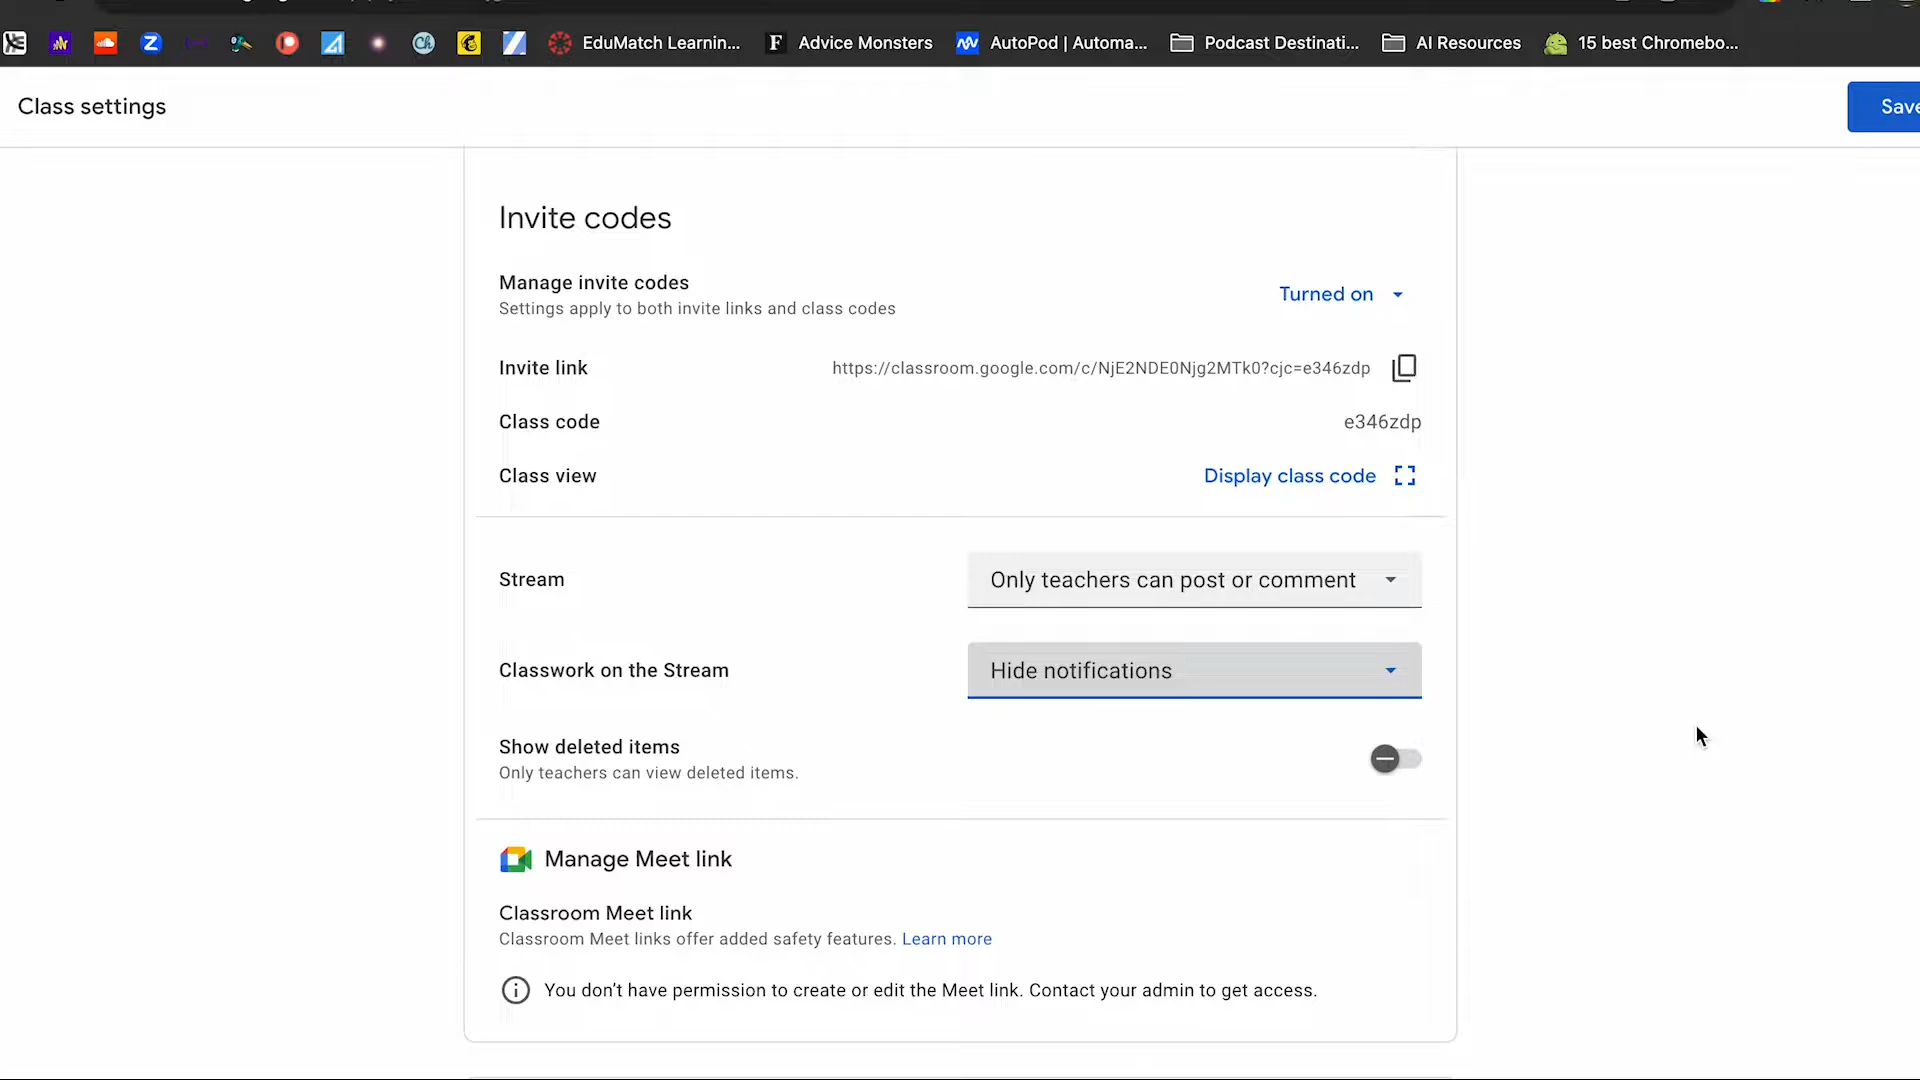 EduMatch Learnin...
Advice Monsters
AutoPod | Automa...
Podcast Destinati...
AI Resources
15 best Chromebo...
Class settings
Save
Invite codes
Manage invite codes
Turned on
Settings apply to both invite links and class codes
Invite link
https://classroom.google.com/c/NjE2NDE0Njg2MTk0?cjc=e346zdp
Class code
e346zdp
Class view
Display class code
Stream
Only teachers can post or comment
Classwork on the Stream
Hide notifications
Show deleted items
Only teachers can view deleted items.
Manage Meet link
Classroom Meet link
Classroom Meet links offer added safety features. Learn more
You don't have permission to create or edit the Meet link. Contact your admin to get access.